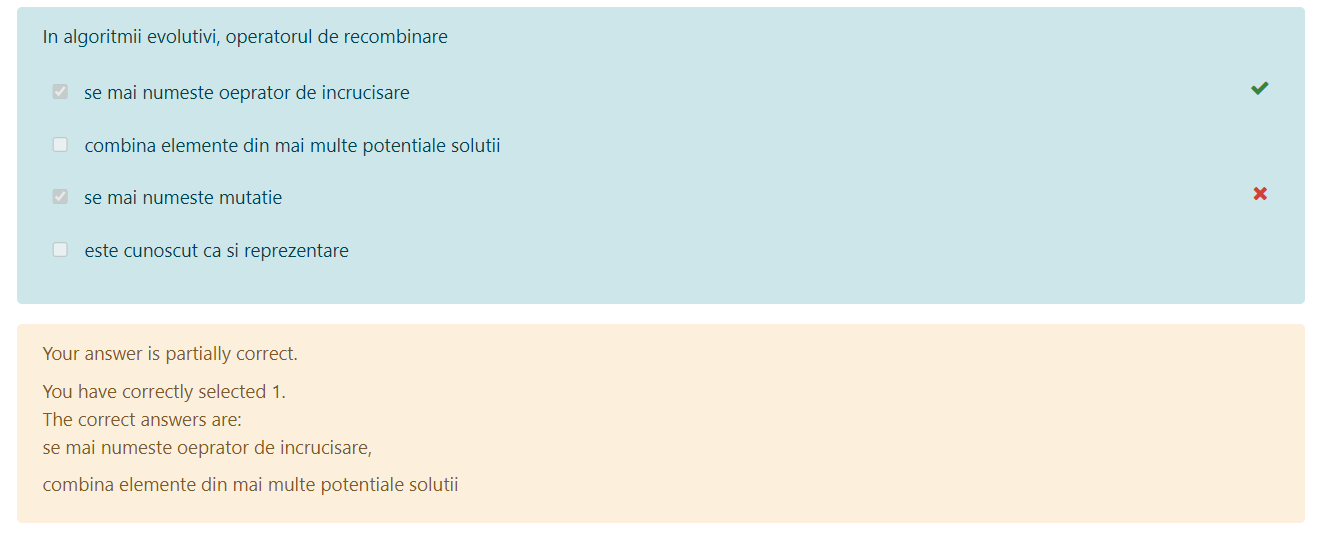 In algoritmii evolutivi, operatorul de recombinare
se mai numeste oeprator de incrucisare
combina elemente din mai multe potentiale solutii
se mai numeste mutatie
este cunoscut ca si reprezentare
Your answer is partially correct.
You have correctly selected 1.
The correct answers are:
se mai numeste oeprator de incrucisare,
combina elemente din mai multe potentiale solutii